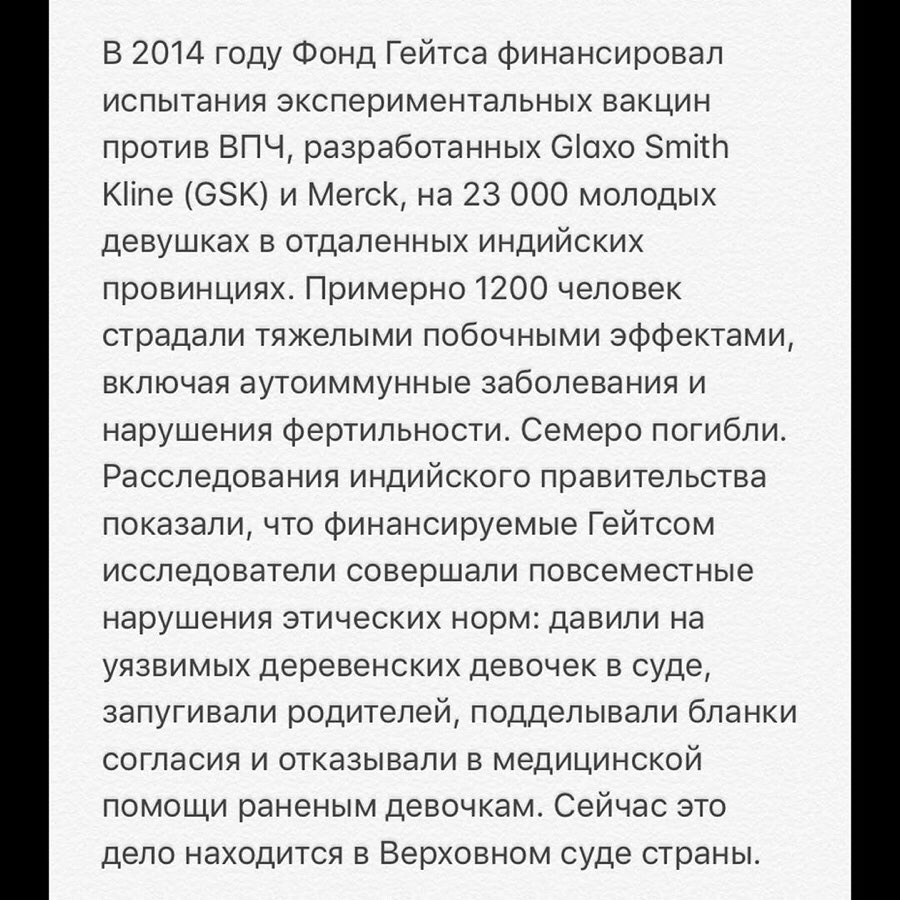 В 2014 году Фонд Гейтса финансировал
испытания экспериментальных вакцин
против ВПЧ, разработанных Glaxo Smith
Kline (GSK) и Merck, на 23 000 молодых
девушках в отдаленных индийских
провинциях. Примерно 1200 человек
страдали тяжелыми побочными эффектами,
включая аутоиммунные заболевания и
нарушения фертильности. Семеро погибли.
Расследования индийского правительства
показали, что финансируемые Гейтсом
исследователи совершали повсеместные
нарушения этических норм: давили на
уязвимых деревенских девочек в суде,
запугивали родителей, подделывали бланки
согласия и отказывали в медицинской
помощи раненым девочкам. Сейчас это
дело находится в Верховном суде страны.